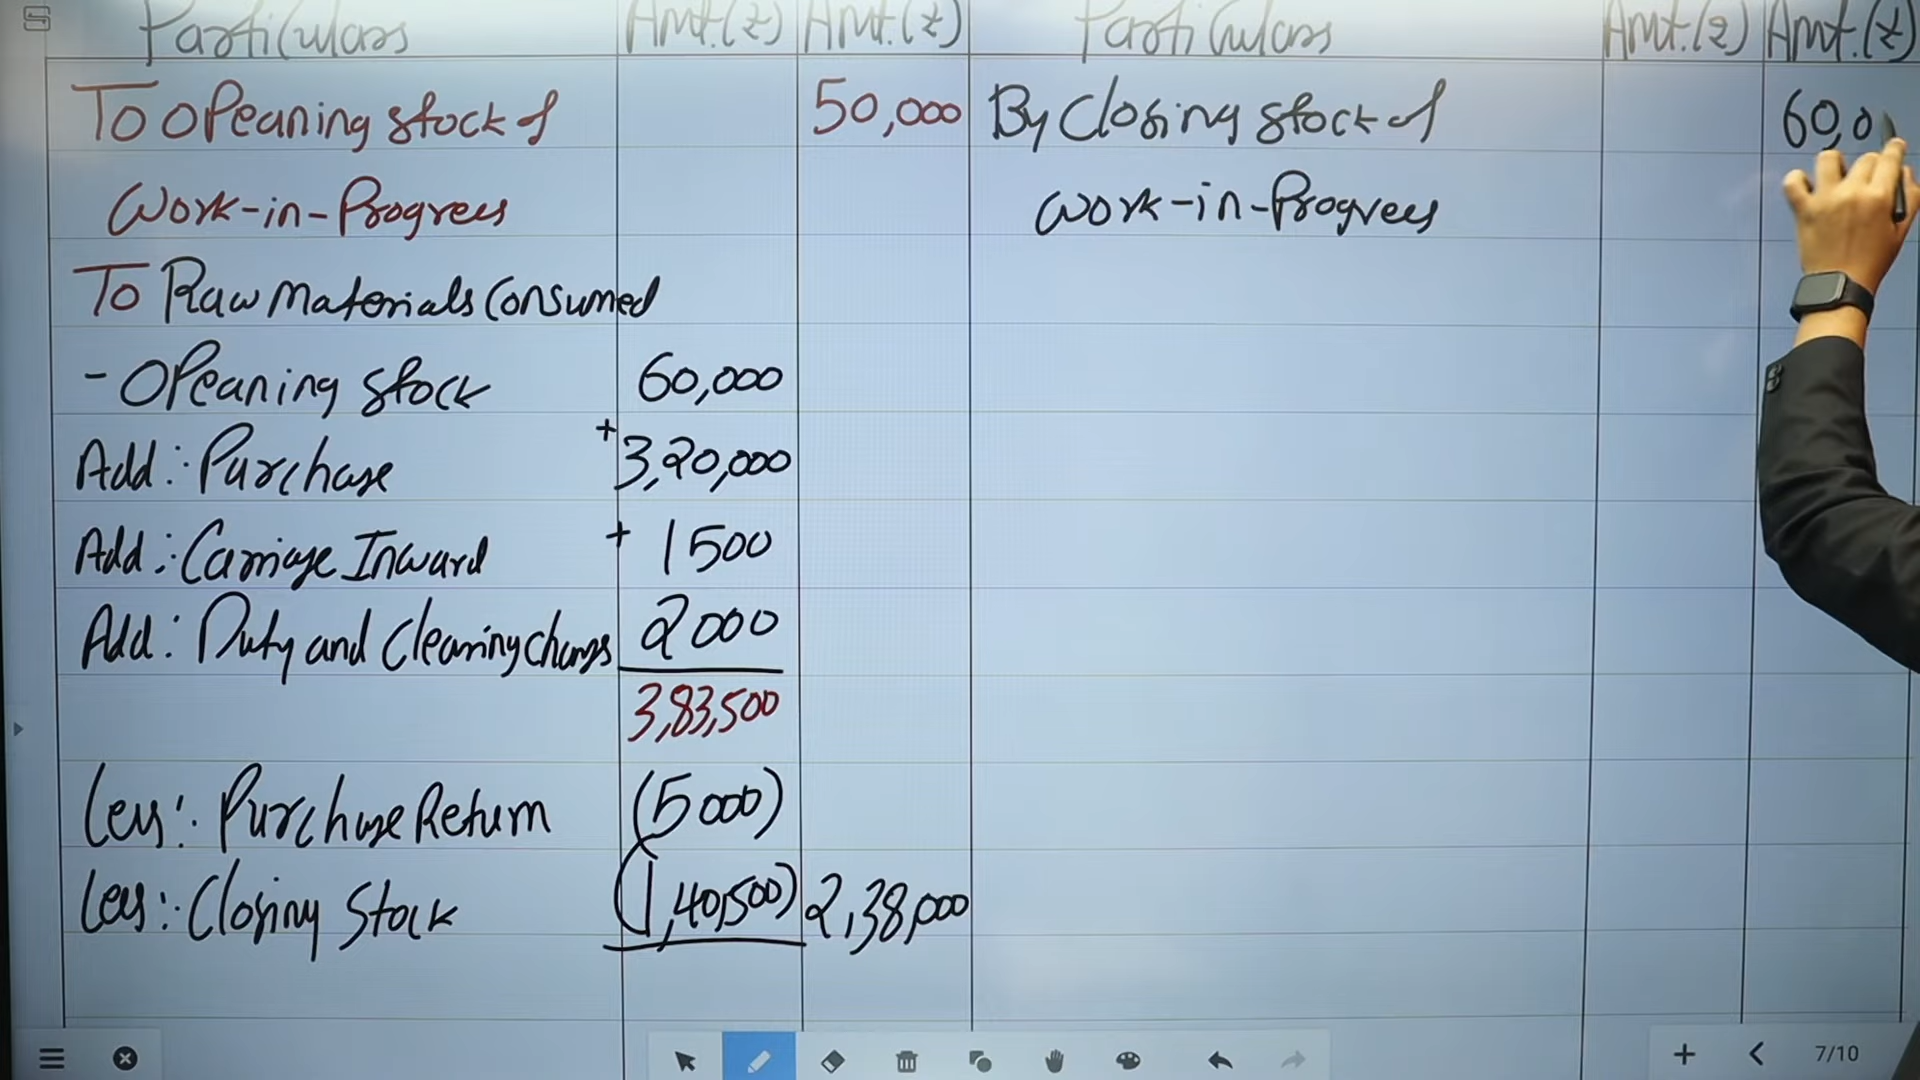 Particulars Amt.(₹) Amt.(₹) Particulars Amt.(₹) Amt.(₹)
To Opeaning stock of 50,000 By Closing stock of 60,0
Work-in-Progress Work-in-Progress
To Raw Materials Consumed
- Opeaning stock 60,000
Add: Purchase + 3,20,000
Add: Carriage Inward + 1500
Add: Duty and Clearing charges 2000
3,83,500
Less: Purchase Return (5000)
Less: Closing Stock (1,40,500) 2,38,000
7/10